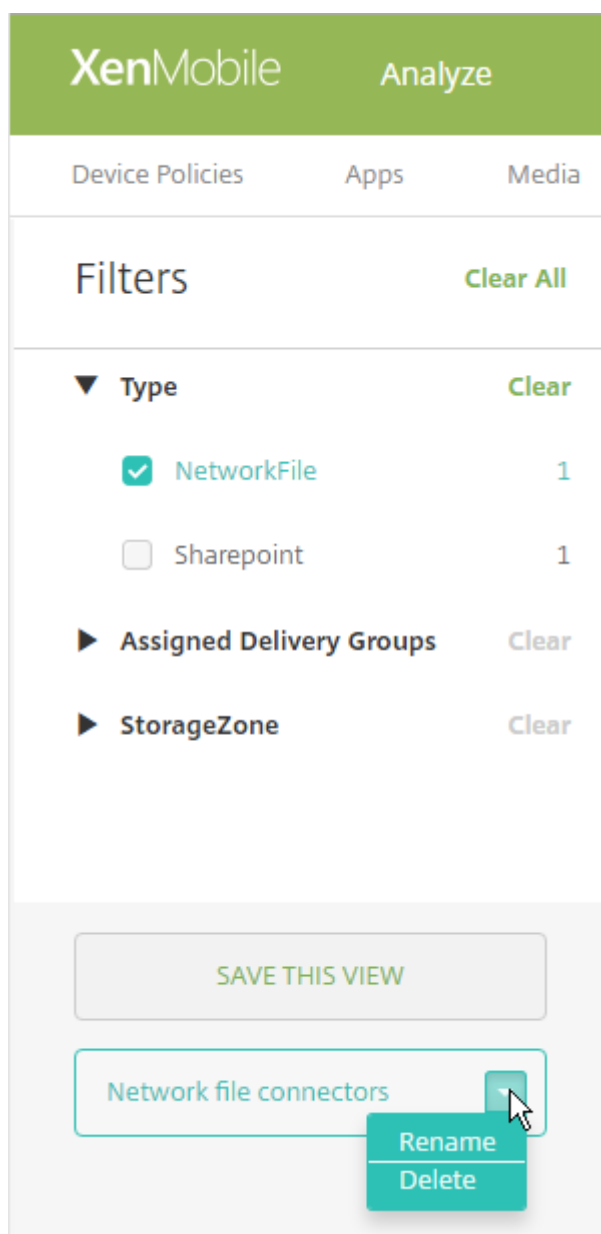 XenMobile Analyze
Device Policies Apps Media
Filters Clear All
Type Clear
NetworkFile 1
Sharepoint 1
Assigned Delivery Groups Clear
StorageZone Clear
SAVE THIS VIEW
Network file connectors
Rename
Delete